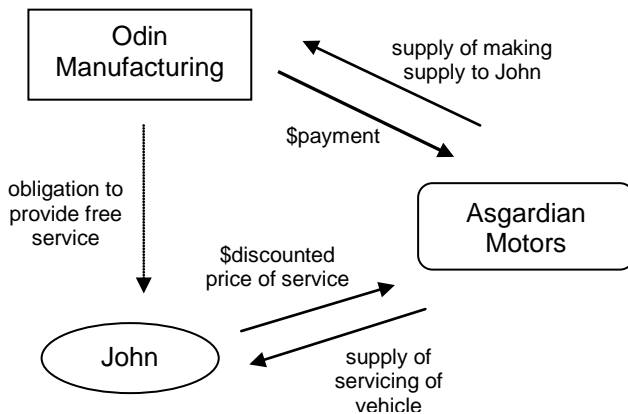 Odin
Manufacturing
supply of making
supply to John
$payment
obligation to
provide free
service
Asgardian
Motors
$discounted
price of service
John
supply of
servicing of
vehicle